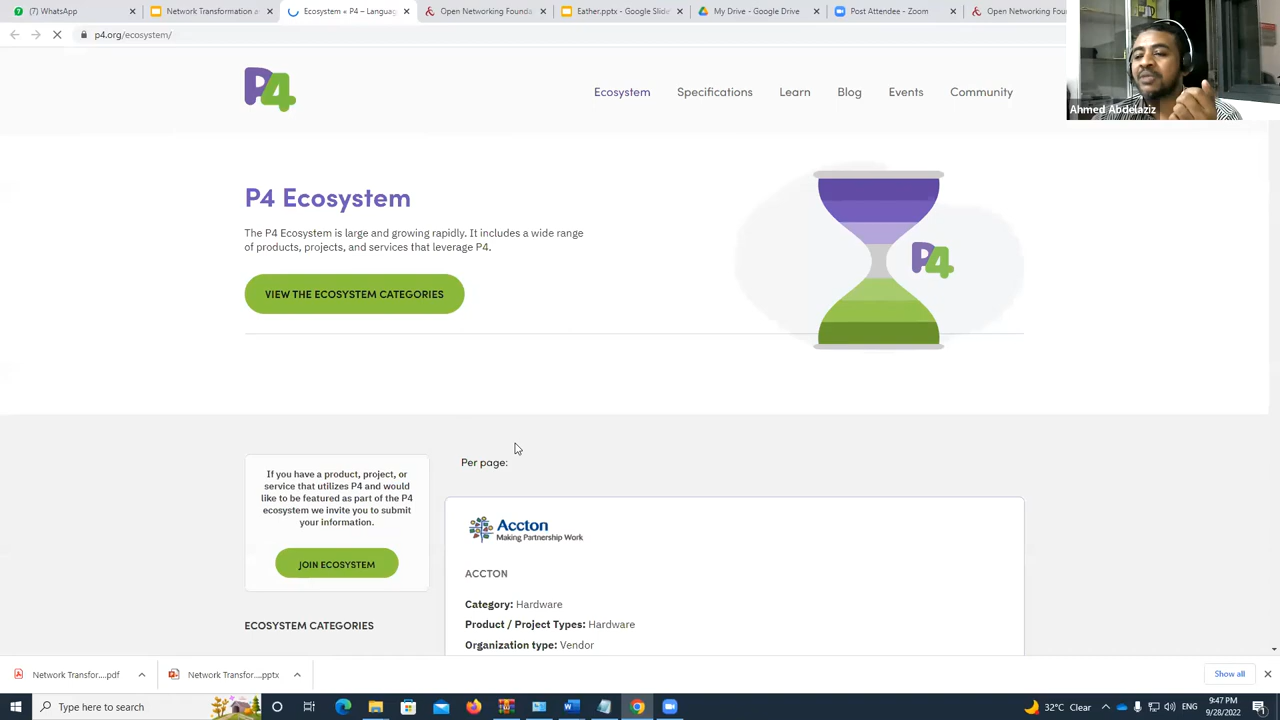 (7) WhatsApp
Network Transformation a
Ecosystem « P4 – Languag
Open Networking Founda
Eather.pptx - Google Slide
My Drive - Google Drive
Post Attendee - Zoom
Open Networking Fou
p4.org/ecosystem/
Ahmed Abdelaziz
P4
Ecosystem
Specifications
Learn
Blog
Events
Community
P4 Ecosystem
The P4 Ecosystem is large and growing rapidly. It includes a wide range
of products, projects, and services that leverage P4.
VIEW THE ECOSYSTEM CATEGORIES
P4
If you have a product, project, or
service that utilizes P4 and would
like to be featured as part of the P4
ecosystem we invite you to submit
your information.
JOIN ECOSYSTEM
ECOSYSTEM CATEGORIES
Per page:
Accton
Making Partnership Work
ACCTON
Category: Hardware
Product / Project Types: Hardware
Organization type: Vendor
Network Transfor....pdf
Network Transfor....pptx
Show all
Type here to search
32°C Clear
ENG
9:47 PM
9/28/2022
1